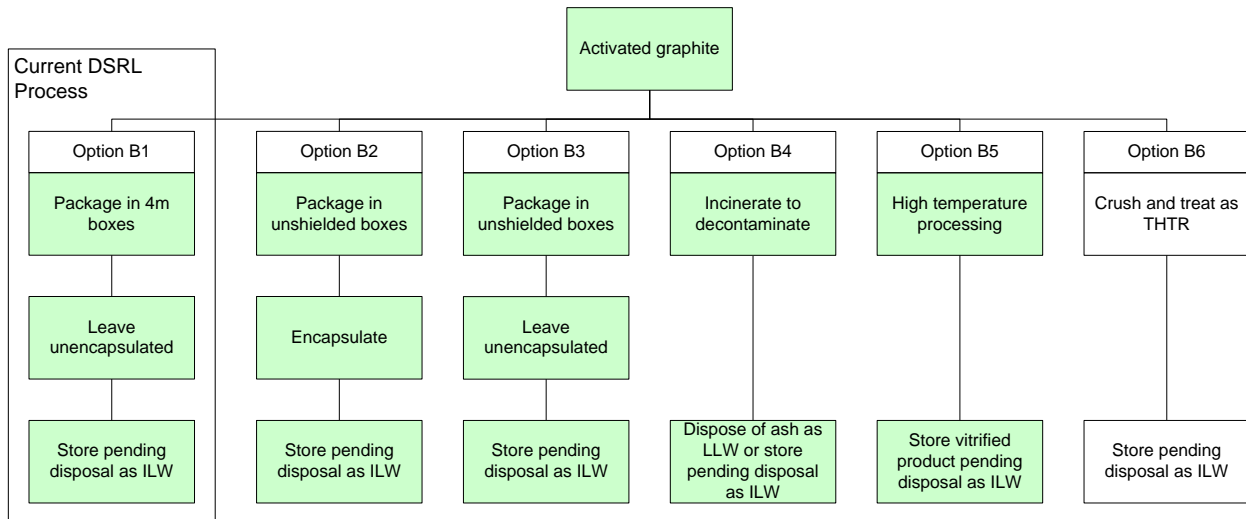 Activated graphite
Current DSRL
Process
Option B1
Option B2
Option B3
Option B4
Option B5
Option B6
Package in 4m
boxes
Package in
unshielded boxes
Package in
unshielded boxes
Incinerate to
decontaminate
High temperature
processing
Crush and treat as
THTR
Leave
unencapsulated
Encapsulate
Leave
unencapsulated
Store pending
disposal as ILW
Store pending
disposal as ILW
Store pending
disposal as ILW
Dispose of ash as
LLW or store
pending disposal
as ILW
Store vitrified
product pending
disposal as ILW
Store pending
disposal as ILW